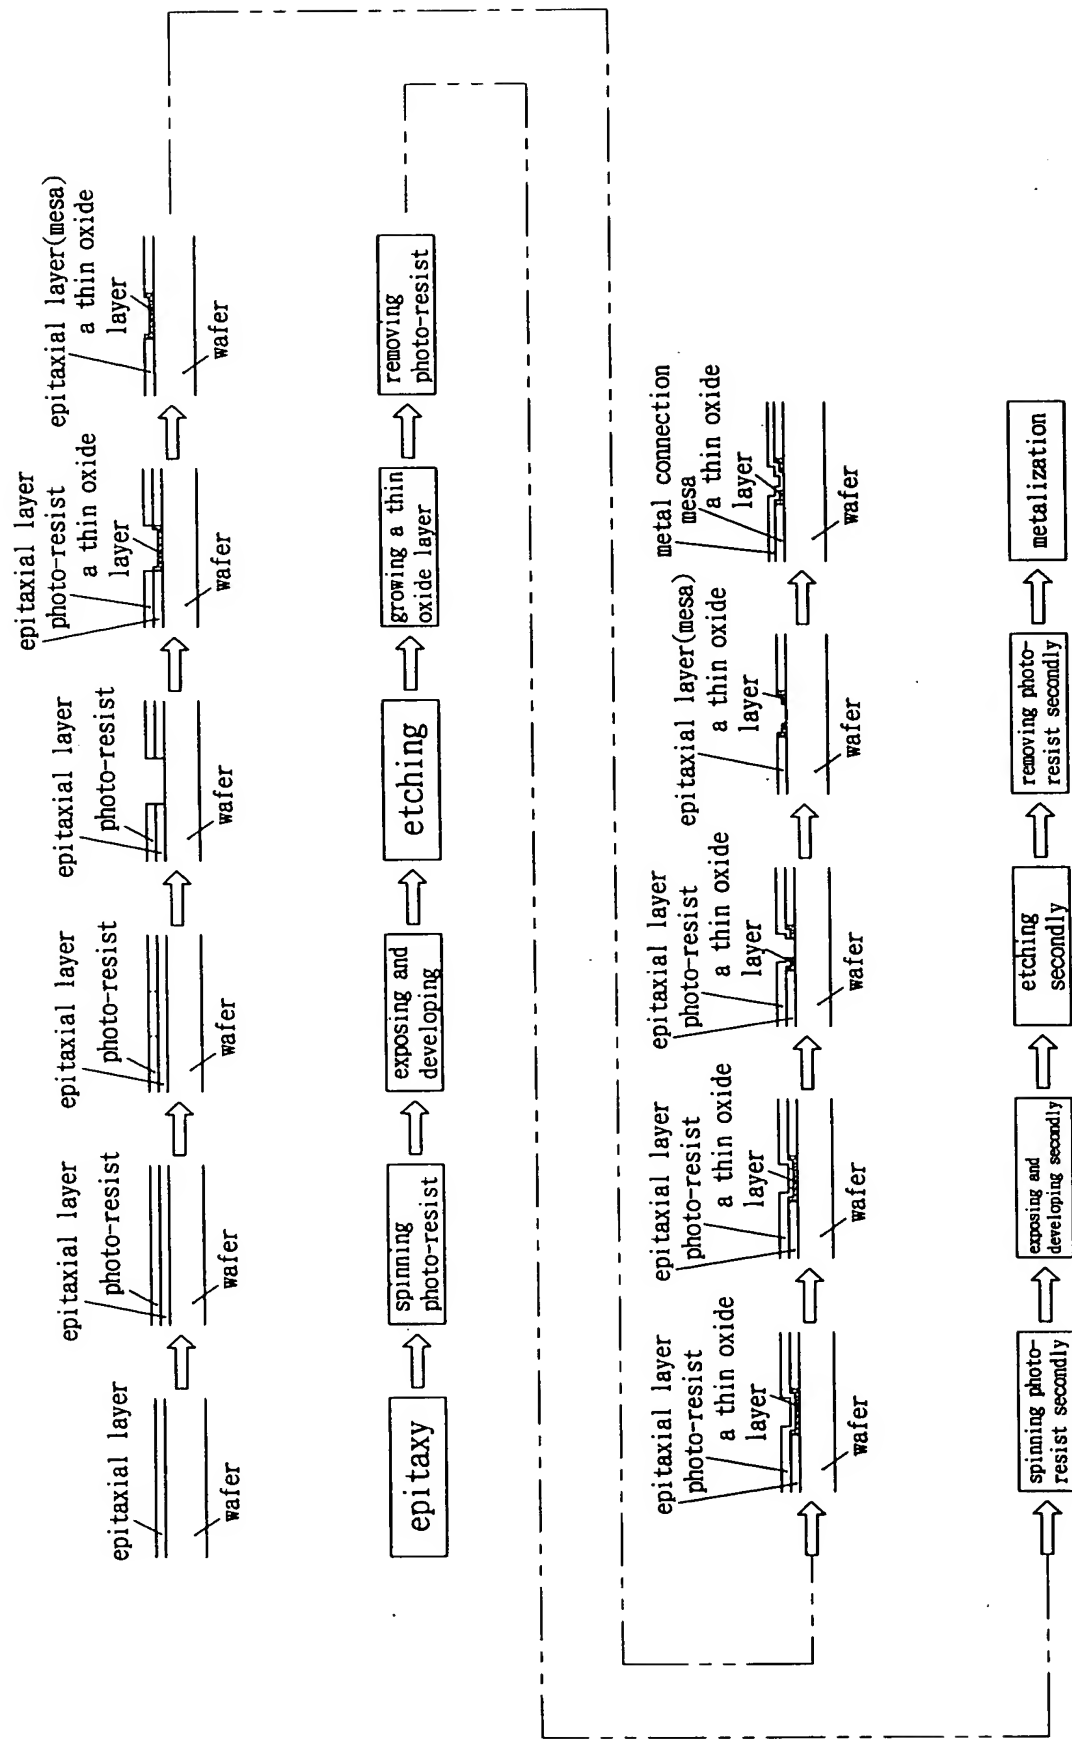 epitaxial layer
wafer
epitaxial layer
photo-resist
wafer
epitaxial layer
photo-resist
wafer
epitaxial layer
photo-resist
wafer
epitaxial layer
photo-resist
a thin oxide
layer
wafer
epitaxial layer(mesa)
a thin oxide
layer
wafer
epitaxy
spinning
photo-resist
exposing and
developing
etching
growing a thin
oxide layer
removing
photo-resist
epitaxial layer
photo-resist
a thin oxide
layer
wafer
epitaxial layer
photo-resist
a thin oxide
layer
wafer
epitaxial layer
photo-resist
a thin oxide
layer
wafer
epitaxial layer(mesa)
a thin oxide
layer
wafer
metal connection
mesa
a thin oxide
layer
wafer
spinning photo-
resist secondly
exposing and
developing secondly
etching
secondly
removing photo-
resist secondly
metalization